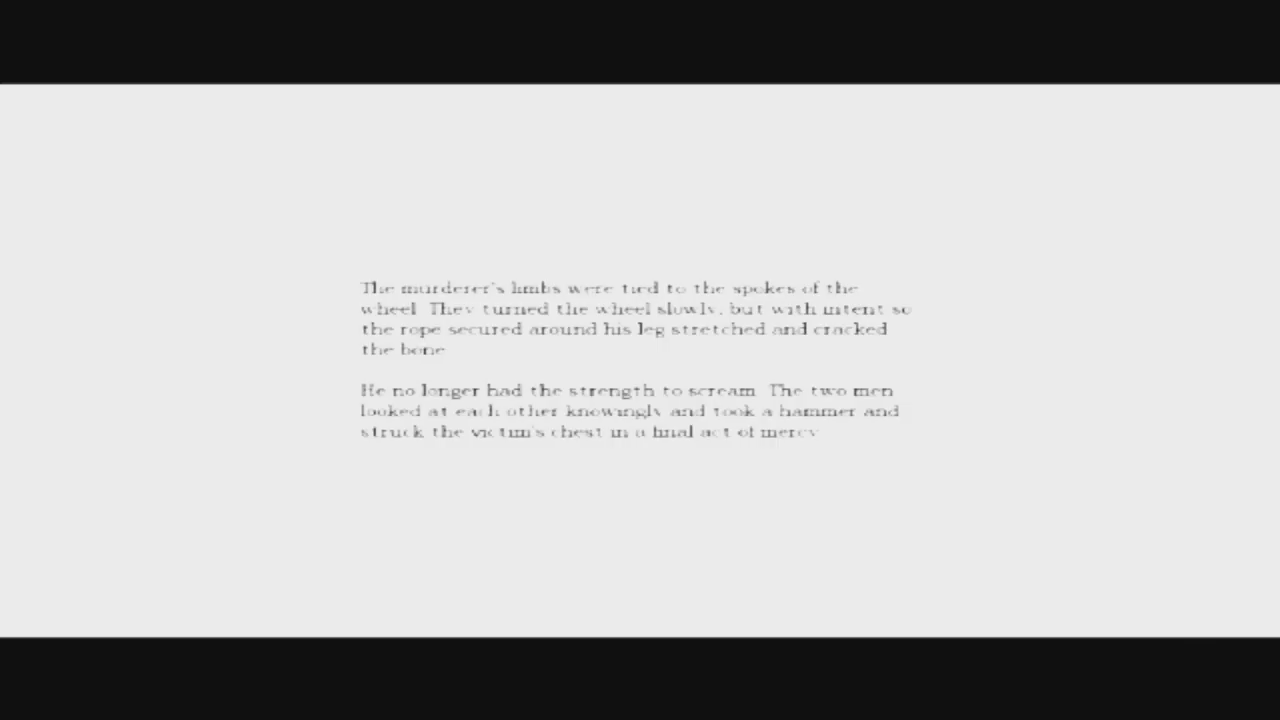 The murderer's limbs were tied to the spokes of the
wheel. They turned the wheel slowly, but with intent so
the rope secured around his leg stretched and cracked
the bone.
He no longer had the strength to scream. The two men
looked at each other knowingly and took a hammer and
struck the victim's chest in a final act of mercy.